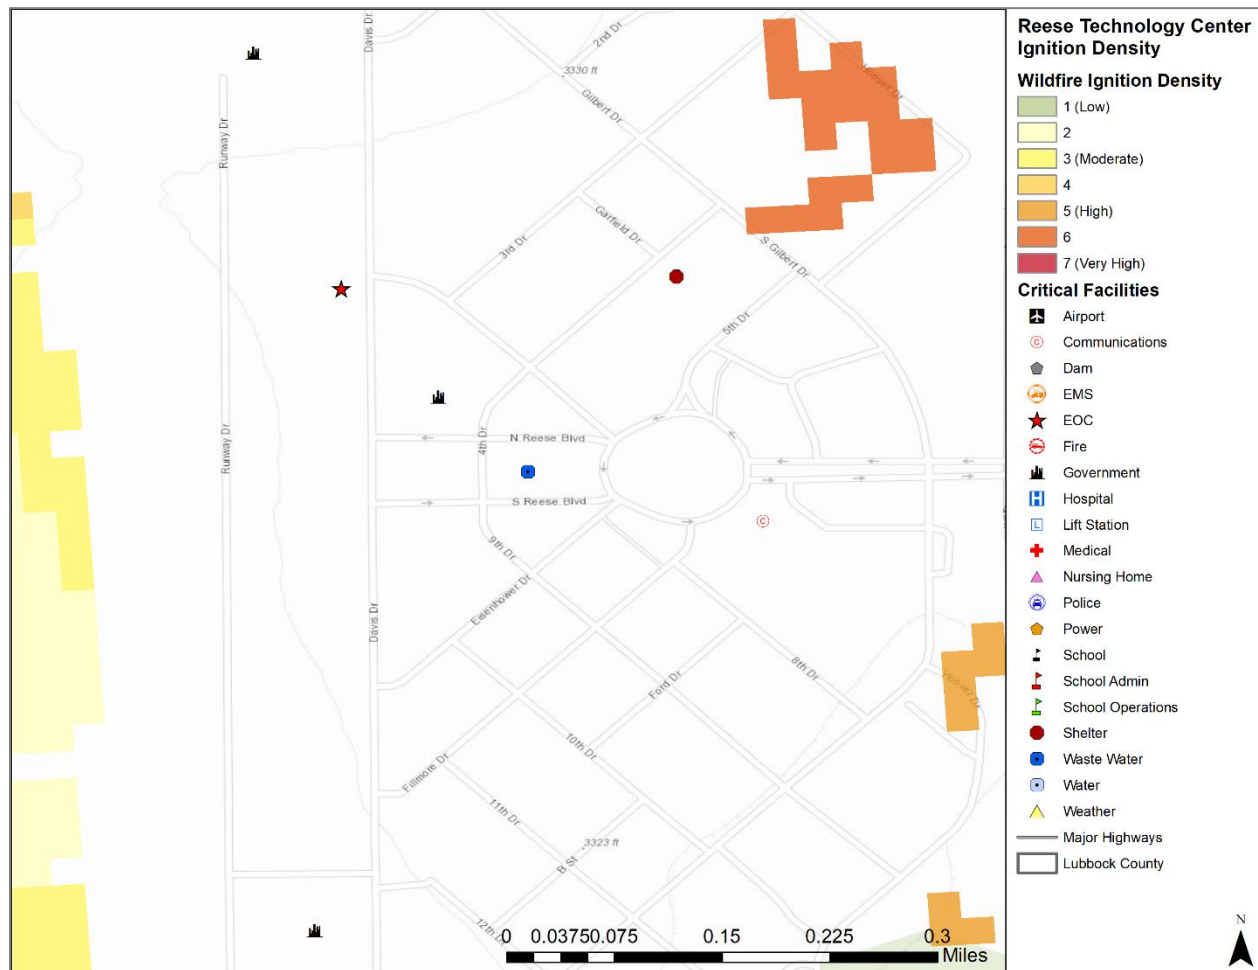 Davis Dr
2nd Dr
3330 ft
Gilbert Dr
Hoover Dr
Runway Dr
Garfield Dr
3rd Dr
S Gilbert Dr
5th Dr
N Reese Blvd
4th Dr
Runway Dr
S Reese Blvd
9th Dr
Eisenhower Dr
Davis Dr
8th Dr
Ford Dr
Hoover Dr
10th Dr
Fillmore Dr
11th Dr
3323 ft
B St
12th D
0 0.0375 0.075 0.15 0.225 0.3
Miles
Reese Technology Center
Ignition Density
Wildfire Ignition Density
1 (Low)
2
3 (Moderate)
4
5 (High)
6
7 (Very High)
Critical Facilities
Airport
C Communications
Dam
EMS
EOC
Fire
Government
H Hospital
L Lift Station
Medical
Nursing Home
Police
Power
School
School Admin
School Operations
Shelter
Waste Water
Water
Weather
Major Highways
Lubbock County
N
C